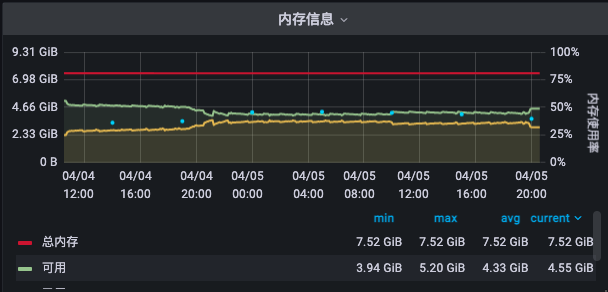 内存信息
9.31 GiB 100%
6.98 GiB 75%
4.66 GiB 50%
2.33 GiB 25%
0 B 0%
内存使用率
04/04 04/04 04/04 04/05 04/05 04/05 04/05 04/05 04/05
12:00 16:00 20:00 00:00 04:00 08:00 12:00 16:00 20:00
min max avg current
总内存 7.52 GiB 7.52 GiB 7.52 GiB 7.52 GiB
可用 3.94 GiB 5.20 GiB 4.33 GiB 4.55 GiB